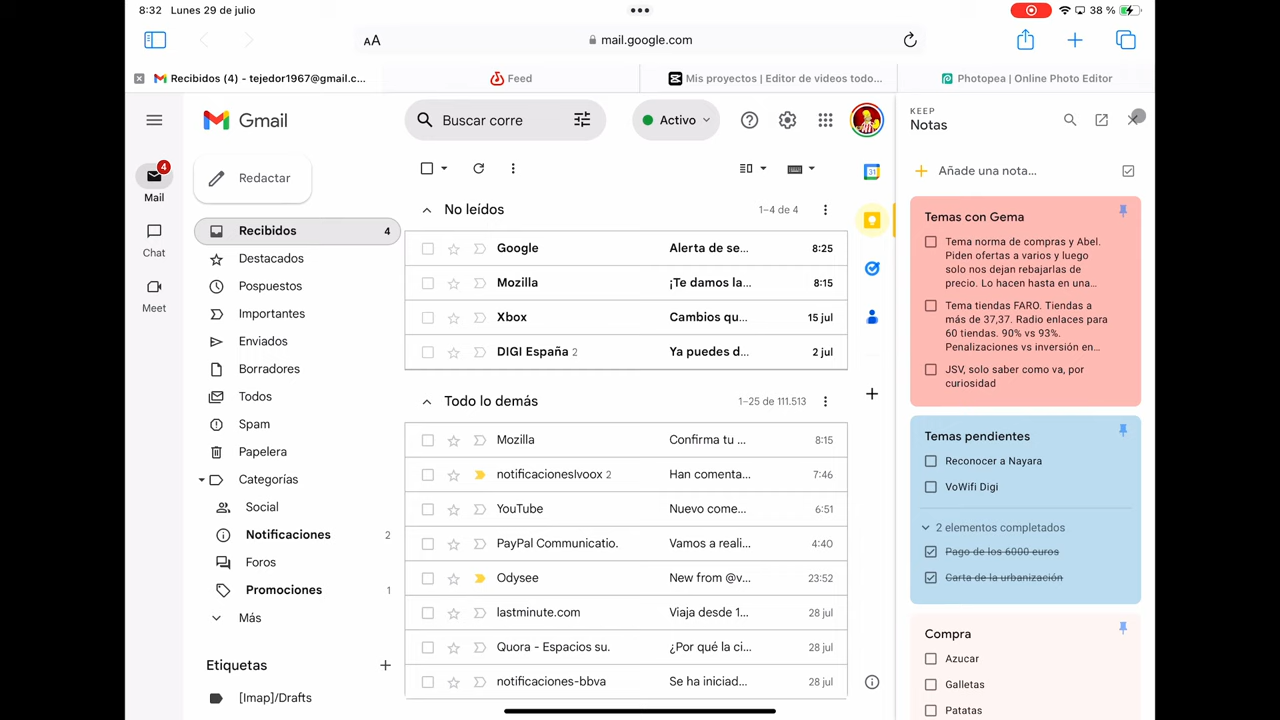 8:32 Lunes 29 de julio
38 %
AA mail.google.com
Recibidos (4) - tejedor1967@gmail.c...
Feed
Mis proyectos | Editor de videos todo...
Photopea | Online Photo Editor
Gmail
Buscar corre
Activo
4
Mail
Chat
Meet
Redactar
Recibidos 4
Destacados
Pospuestos
Importantes
Enviados
Borradores
Todos
Spam
Papelera
Categorías
Social
Notificaciones 2
Foros
Promociones 1
Más
Etiquetas
[Imap]/Drafts
No leídos 1–4 de 4
Google Alerta de se... 8:25
Mozilla ¡Te damos la... 8:15
Xbox Cambios qu... 15 jul
DIGI España 2 Ya puedes d... 2 jul
Todo lo demás 1–25 de 111.513
Mozilla Confirma tu ... 8:15
notificacionesIvoox 2 Han comenta... 7:46
YouTube Nuevo come... 6:51
PayPal Communicatio. Vamos a reali... 4:40
Odysee New from @v... 23:52
lastminute.com Viaja desde 1... 28 jul
Quora - Espacios su. ¿Por qué la ci... 28 jul
notificaciones-bbva Se ha iniciad... 28 jul
31
KEEP
Notas
Añade una nota...
Temas con Gema
Tema norma de compras y Abel.
Piden ofertas a varios y luego
solo nos dejan rebajarlas de
precio. Lo hacen hasta en una...
Tema tiendas FARO. Tiendas a
más de 37,37. Radio enlaces para
60 tiendas. 90% vs 93%.
Penalizaciones vs inversión en...
JSV, solo saber como va, por
curiosidad
Temas pendientes
Reconocer a Nayara
VoWifi Digi
2 elementos completados
Pago de los 6000 euros
Carta de la urbanización
Compra
Azucar
Galletas
Patatas